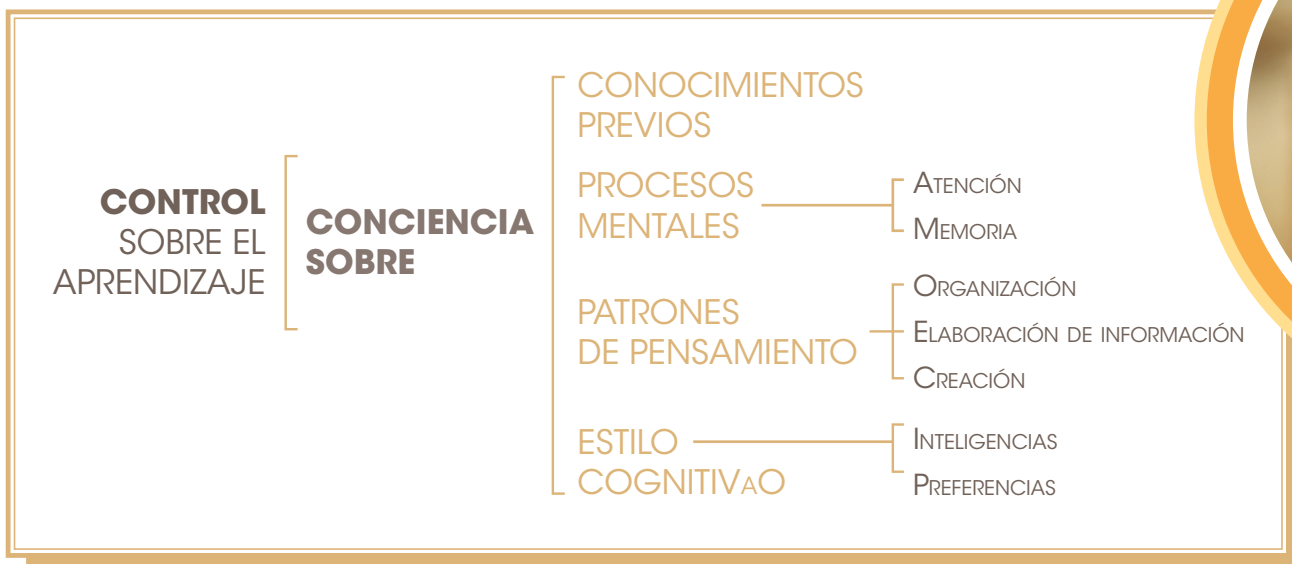 CONTROL
SOBRE EL
APRENDIZAJE
CONCIENCIA
SOBRE
CONOCIMIENTOS
PREVIOS
PROCESOS
MENTALES
ATENCIÓN
MEMORIA
PATRONES
DE PENSAMIENTO
ORGANIZACIÓN
ELABORACIÓN DE INFORMACIÓN
CREACIÓN
ESTILO
COGNITIVAO
INTELIGENCIAS
PREFERENCIAS